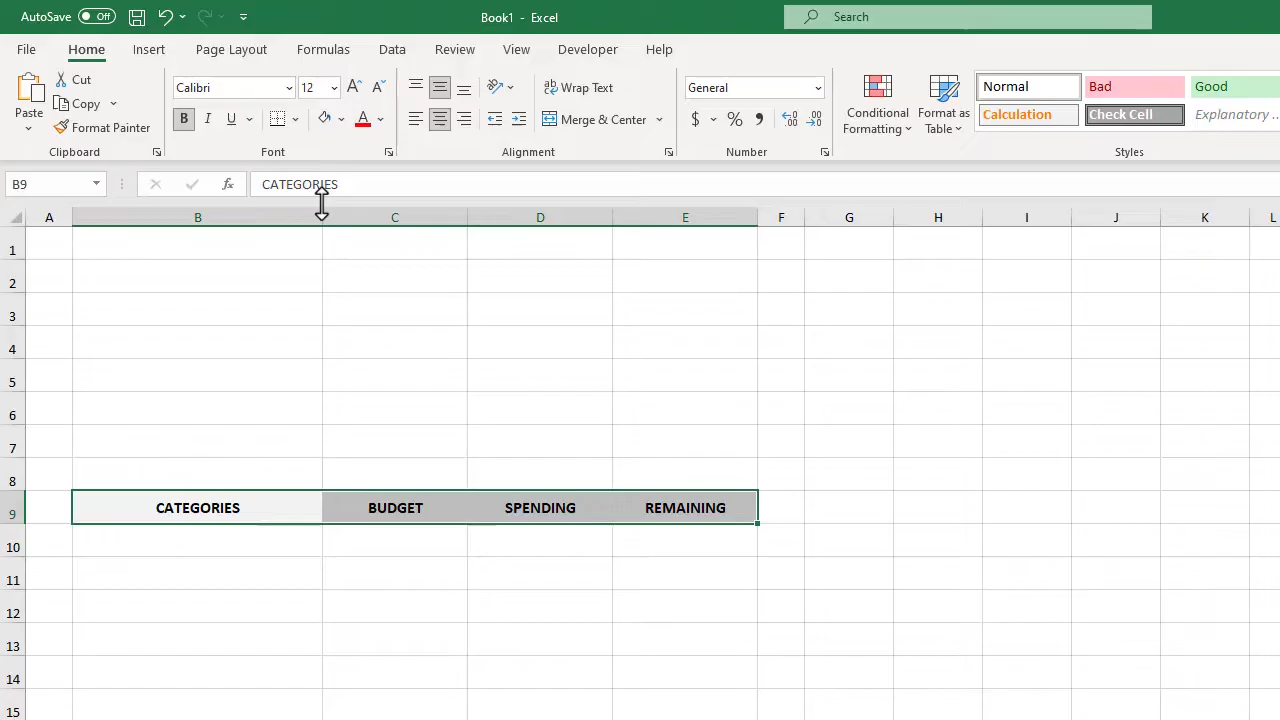 AutoSave Off Book1 - Excel Search
File Home Insert Page Layout Formulas Data Review View Developer Help
Paste Cut Copy Format Painter Clipboard
Calibri 12 A A B I U A Font
ab Wrap Text Merge & Center Alignment
General $ % 9 Number
Conditional Formatting Format as Table
Normal Bad Good
Calculation Check Cell Explanatory ...
Styles
B9 fx CATEGORIES
A B C D E F G H I J K L
1
2
3
4
5
6
7
8
9 CATEGORIES BUDGET SPENDING REMAINING
10
11
12
13
14
15